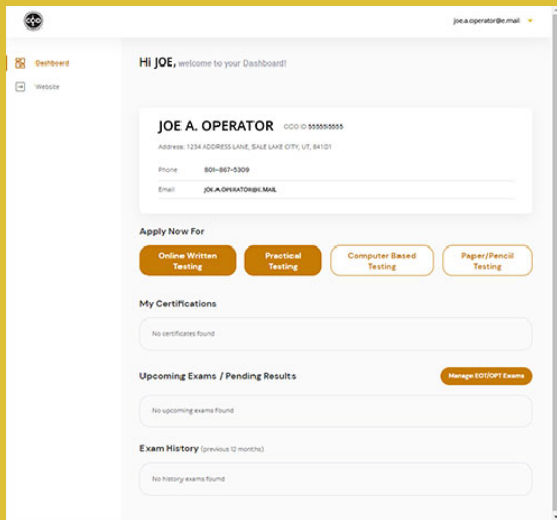 CCO
joe.a.operator@e.mail
Dashboard
Website
Hi JOE, welcome to your Dashboard!
JOE A. OPERATOR CCO ID 555555555
Address: 1234 ADDRESS LANE, SALE LAKE CITY, UT, 84101
Phone 801-867-5309
Email JOE.A.OPERATOR@E.MAIL
Apply Now For
Online Written Testing
Practical Testing
Computer Based Testing
Paper/Pencil Testing
My Certifications
No certificates found
Upcoming Exams / Pending Results
Manage EOT/OPT Exams
No upcoming exams found
Exam History (previous 12 months)
No history exams found